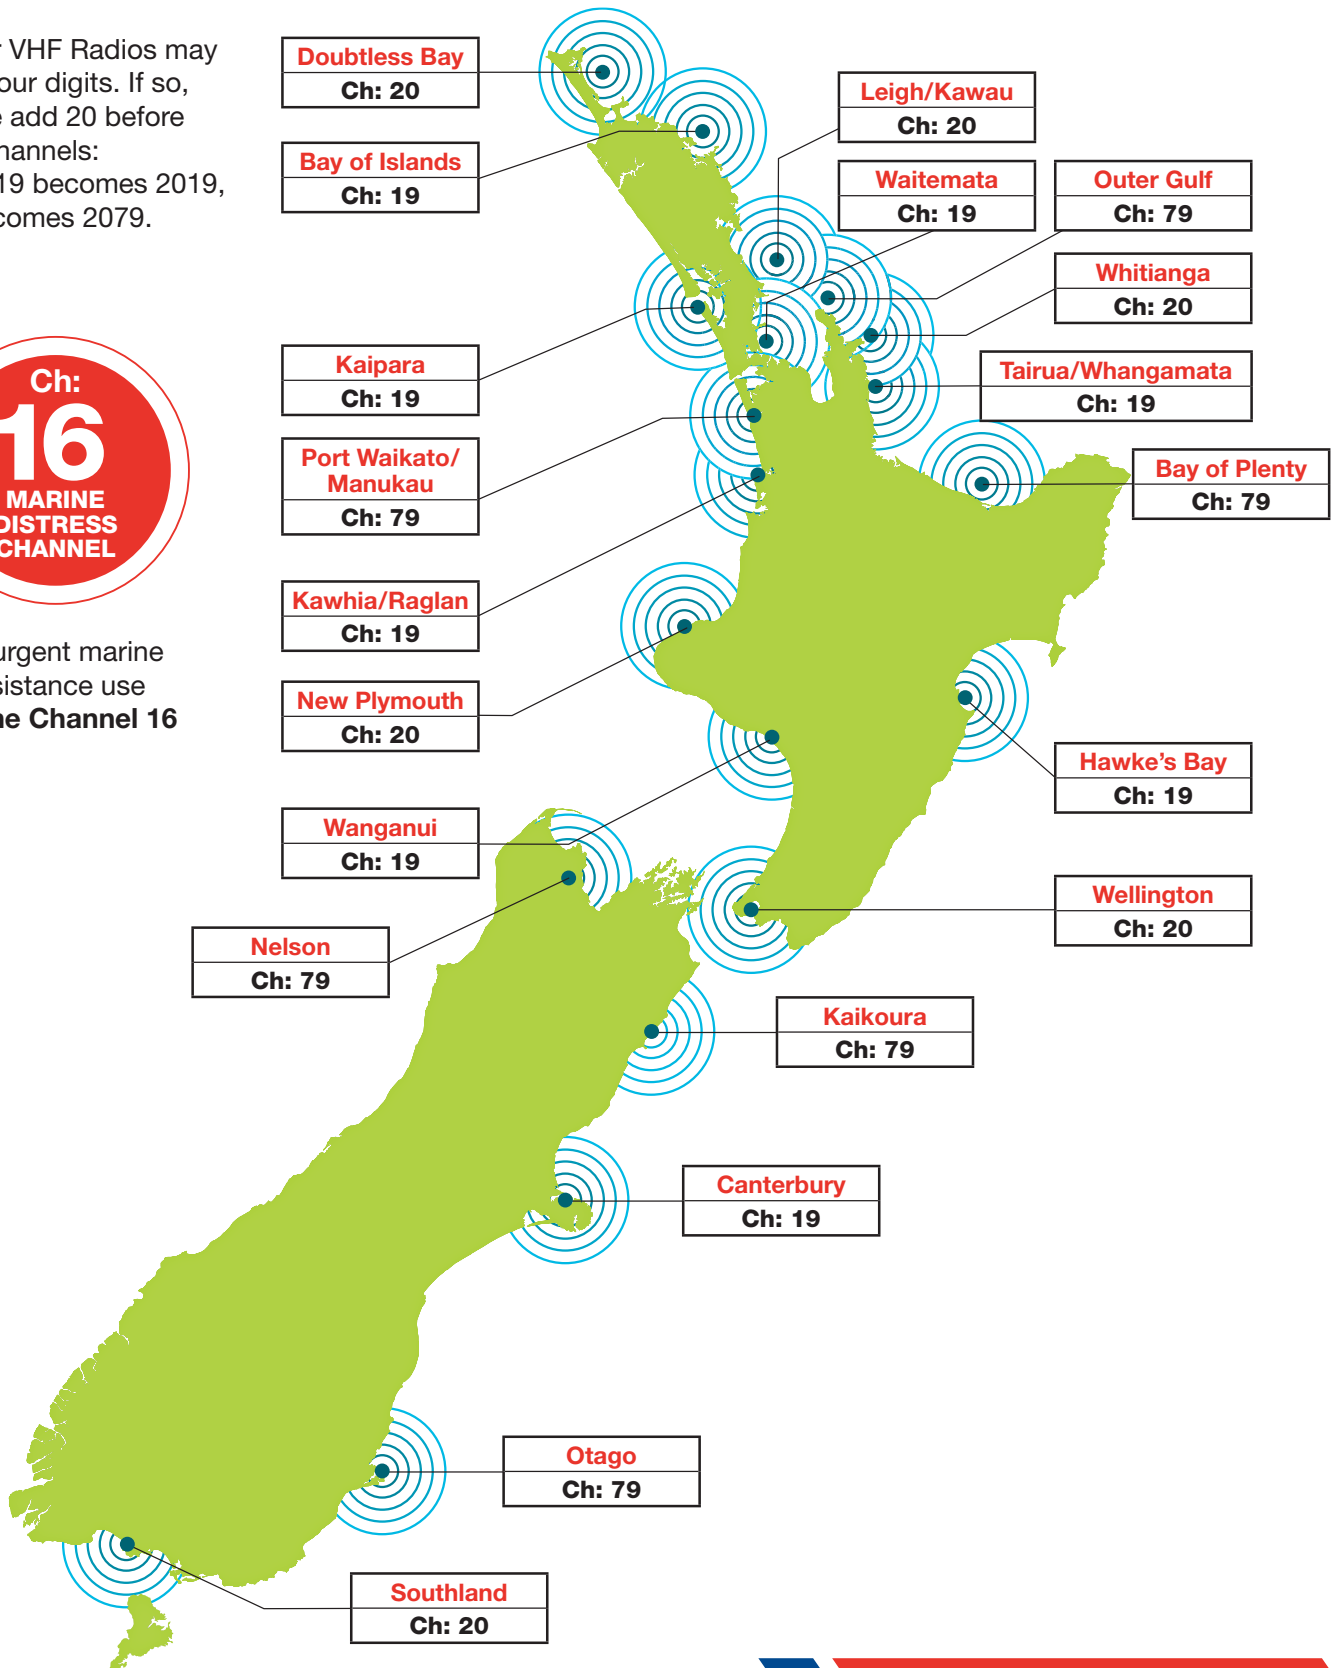 VHF Radios may
our digits. If so,
add 20 before
hannels:
19 becomes 2019,
comes 2079.
Ch:
16
MARINE
DISTRESS
CHANNEL
urgent marine
sistance use
ne Channel 16
Doubtless Bay
Ch: 20
Bay of Islands
Ch: 19
Leigh/Kawau
Ch: 20
Waitemata
Ch: 19
Outer Gulf
Ch: 79
Whitianga
Ch: 20
Kaipara
Ch: 19
Tairua/Whangamata
Ch: 19
Port Waikato/
Manukau
Ch: 79
Bay of Plenty
Ch: 79
Kawhia/Raglan
Ch: 19
New Plymouth
Ch: 20
Hawke's Bay
Ch: 19
Wanganui
Ch: 19
Wellington
Ch: 20
Nelson
Ch: 79
Kaikoura
Ch: 79
Canterbury
Ch: 19
Otago
Ch: 79
Southland
Ch: 20